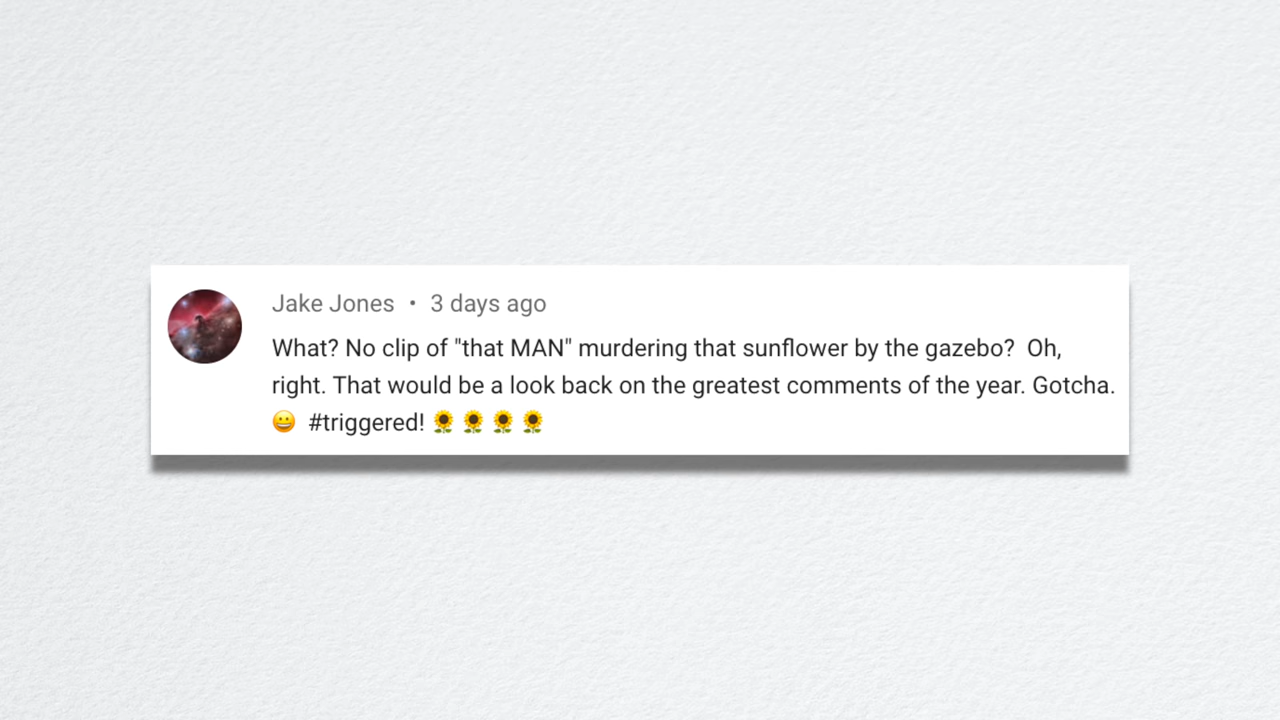 Jake Jones • 3 days ago
What? No clip of "that MAN" murdering that sunflower by the gazebo?  Oh,
right. That would be a look back on the greatest comments of the year. Gotcha.
😀 #triggered! 🌻 🌻 🌻 🌻